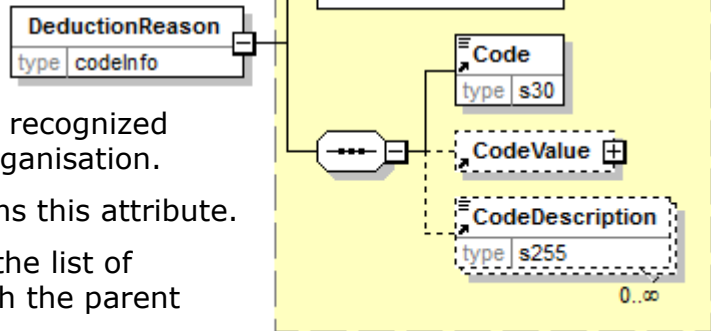 DeductionReason
type codeInfo
Code
type s30
recognized
ganisation.
CodeValue
ns this attribute.
CodeDescription
type s255
the list of
0..∞
h the parent